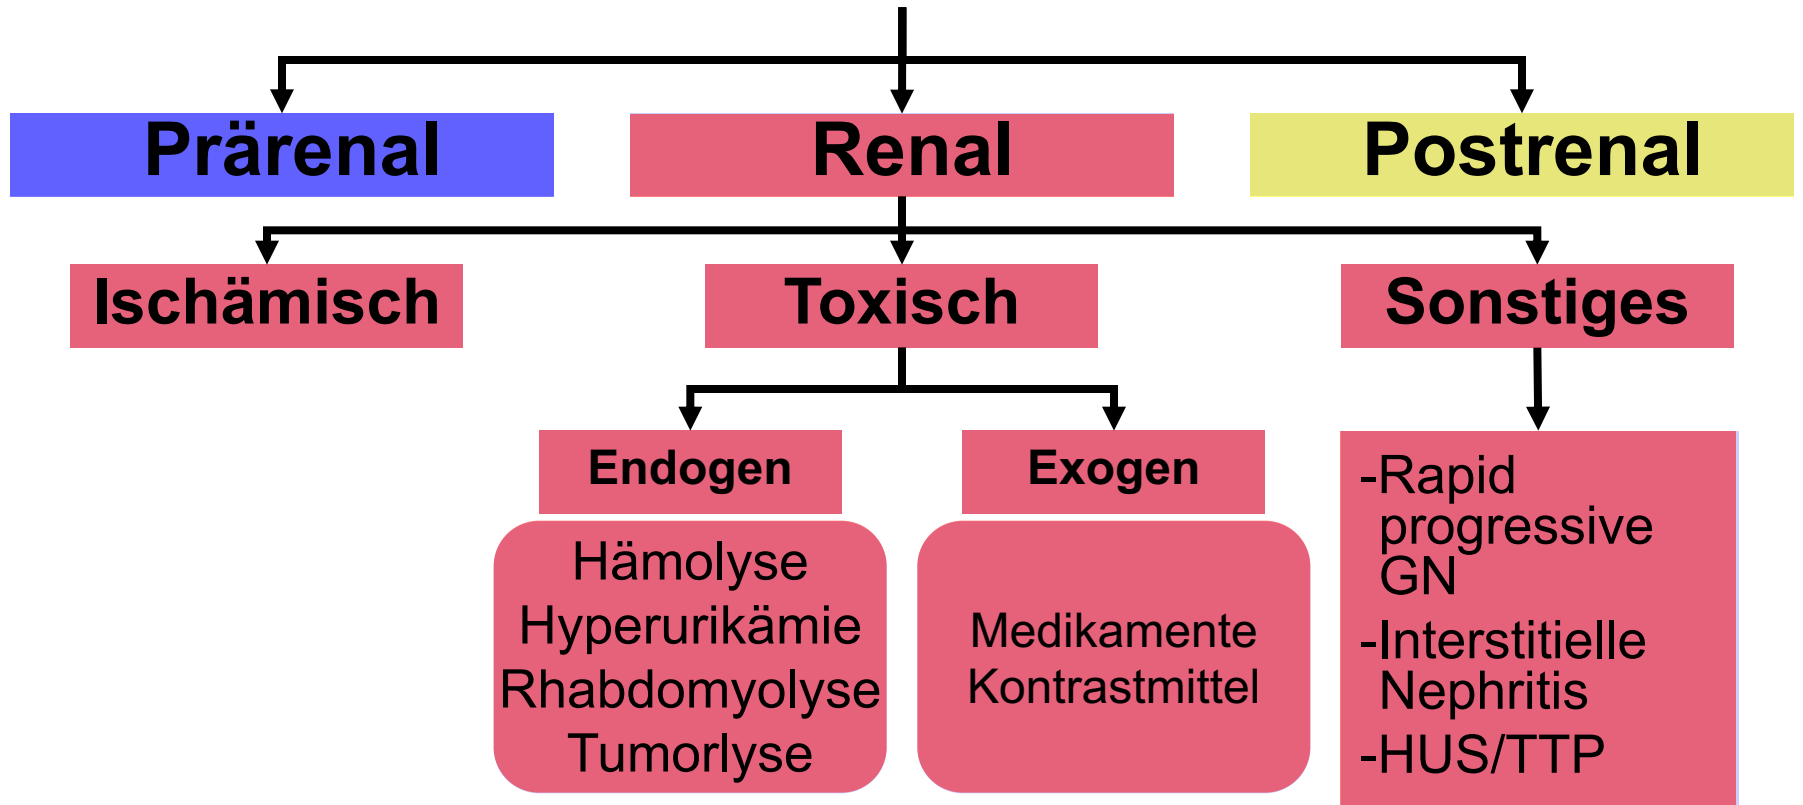 Prärenal
Renal
Postrenal
Ischämisch
Toxisch
Sonstiges
Endogen
Exogen
Hämolyse
Hyperurikämie
Rhabdomyolyse
Tumorlyse
Medikamente
Kontrastmittel
-Rapid
progressive
GN
-Interstitielle
Nephritis
-HUS/TTP